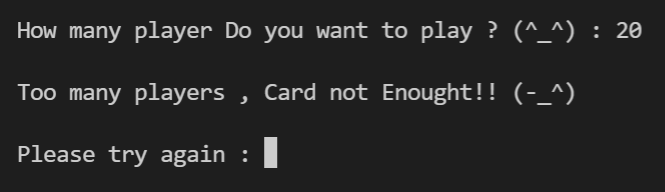 How many player Do you want to play ? (^_^) : 20
Too many players , Card not Enought!! (-_^)
Please try again :